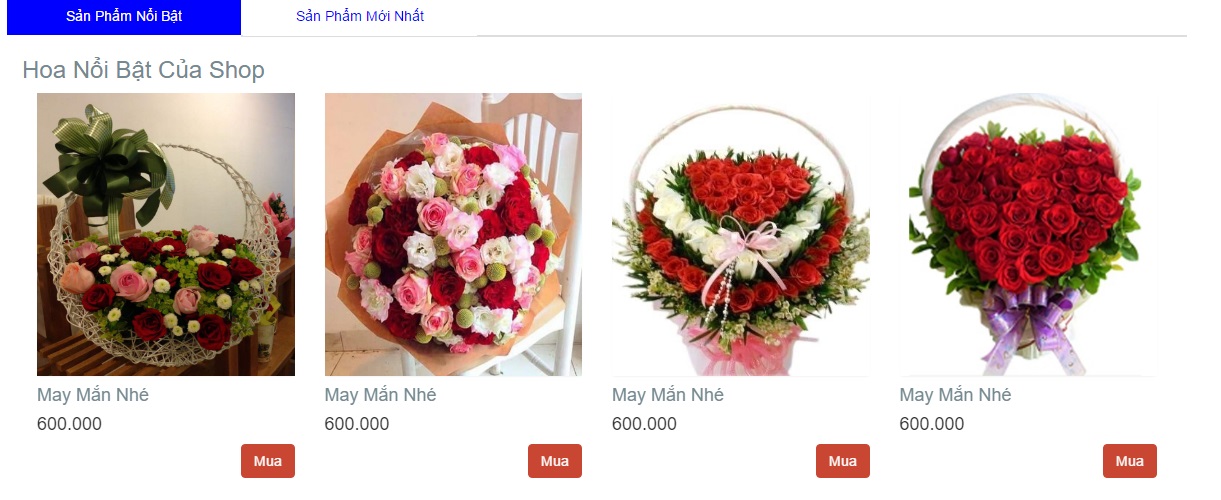 Sản Phẩm Nổi Bật Sản Phẩm Mới Nhất
Hoa Nổi Bật Của Shop
May Mắn Nhé May Mắn Nhé May Mắn Nhé May Mắn Nhé
600.000 600.000 600.000 600.000
Mua Mua Mua Mua